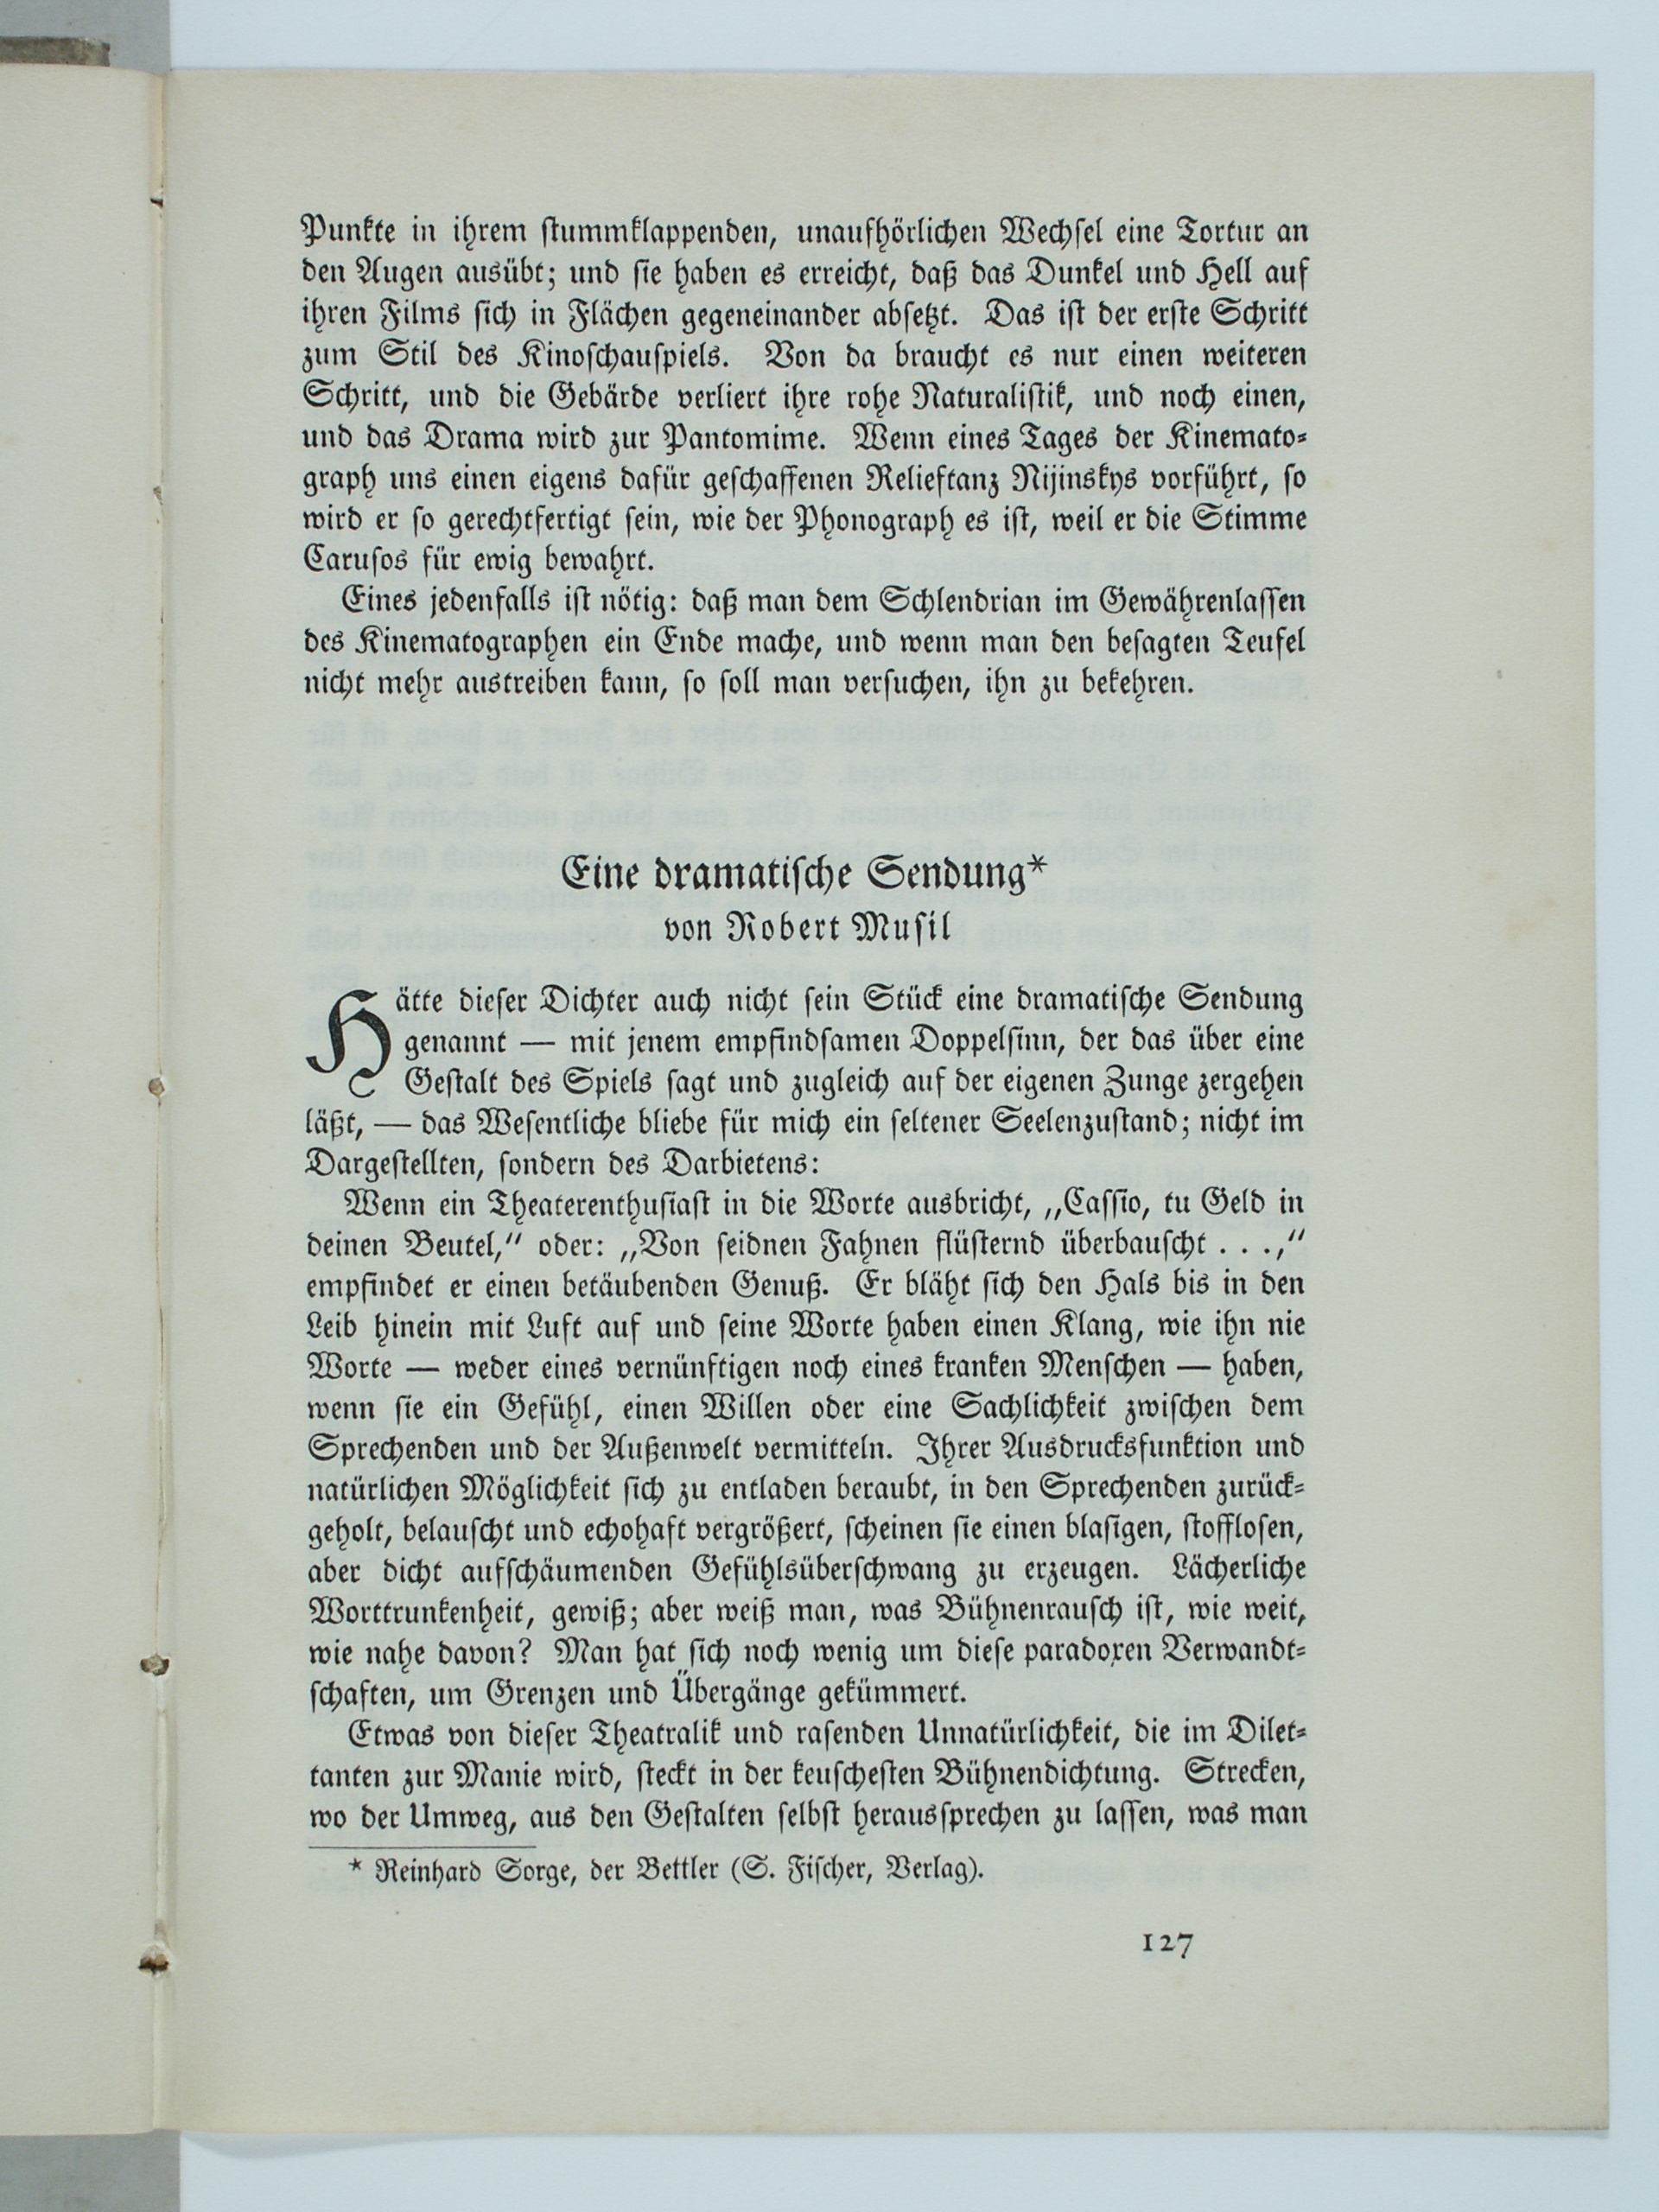 Punkte in ihrem stummklappenden, unaufhörlichen Wechsel eine Tortur an
den Augen ausübt; und sie haben es erreicht, daß das Dunkel und Hell auf
ihren Films sich in Flächen gegeneinander absetzt. Das ist der erste Schritt
zum Stil des Kinoschauspiels. Von da braucht es nur einen weiteren
Schritt, und die Gebärde verliert ihre rohe Naturalistik, und noch einen,
und das Drama wird zur Pantomime. Wenn eines Tages der Kinemato-
graph uns einen eigens dafür geschaffenen Relieftanz Nijinskys vorführt, so
wird er so gerechtfertigt sein, wie der Phonograph es ist, weil er die Stimme
Carusos für ewig bewahrt.
Eines jedenfalls ist nötig: daß man dem Schlendrian im Gewährenlassen
des Kinematographen ein Ende mache, und wenn man den besagten Teufel
nicht mehr austreiben kann, so soll man versuchen, ihn zu bekehren.
Eine dramatische Sendung*
von Robert Musil
Hätte dieser Dichter auch nicht sein Stück eine dramatische Sendung
genannt — mit jenem empfindsamen Doppelsinn, der das über eine
Gestalt des Spiels sagt und zugleich auf der eigenen Zunge zergehen
läßt, — das Wesentliche bliebe für mich ein seltener Seelenzustand; nicht im
Dargestellten, sondern des Darbietens:
Wenn ein Theaterenthusiast in die Worte ausbricht, „Cassio, tu Geld in
deinen Beutel,“ oder: „Von seidnen Fahnen flüsternd überbauscht . . .,“
empfindet er einen betäubenden Genuß. Er bläht sich den Hals bis in den
Leib hinein mit Luft auf und seine Worte haben einen Klang, wie ihn nie
Worte — weder eines vernünftigen noch eines kranken Menschen — haben,
wenn sie ein Gefühl, einen Willen oder eine Sachlichkeit zwischen dem
Sprechenden und der Außenwelt vermitteln. Ihrer Ausdrucksfunktion und
natürlichen Möglichkeit sich zu entladen beraubt, in den Sprechenden zurück-
geholt, belauscht und echohaft vergrößert, scheinen sie einen blasigen, stofflosen,
aber dicht aufschäumenden Gefühlsüberschwang zu erzeugen. Lächerliche
Worttrunkenheit, gewiß; aber weiß man, was Bühnenrausch ist, wie weit,
wie nahe davon? Man hat sich noch wenig um diese paradoxen Verwandt-
schaften, um Grenzen und Übergänge gekümmert.
Etwas von dieser Theatralik und rasenden Unnatürlichkeit, die im Dilet-
tanten zur Manie wird, steckt in der keuschesten Bühnendichtung. Strecken,
wo der Umweg, aus den Gestalten selbst heraussprechen zu lassen, was man
* Reinhard Sorge, der Bettler (S. Fischer, Verlag).
127